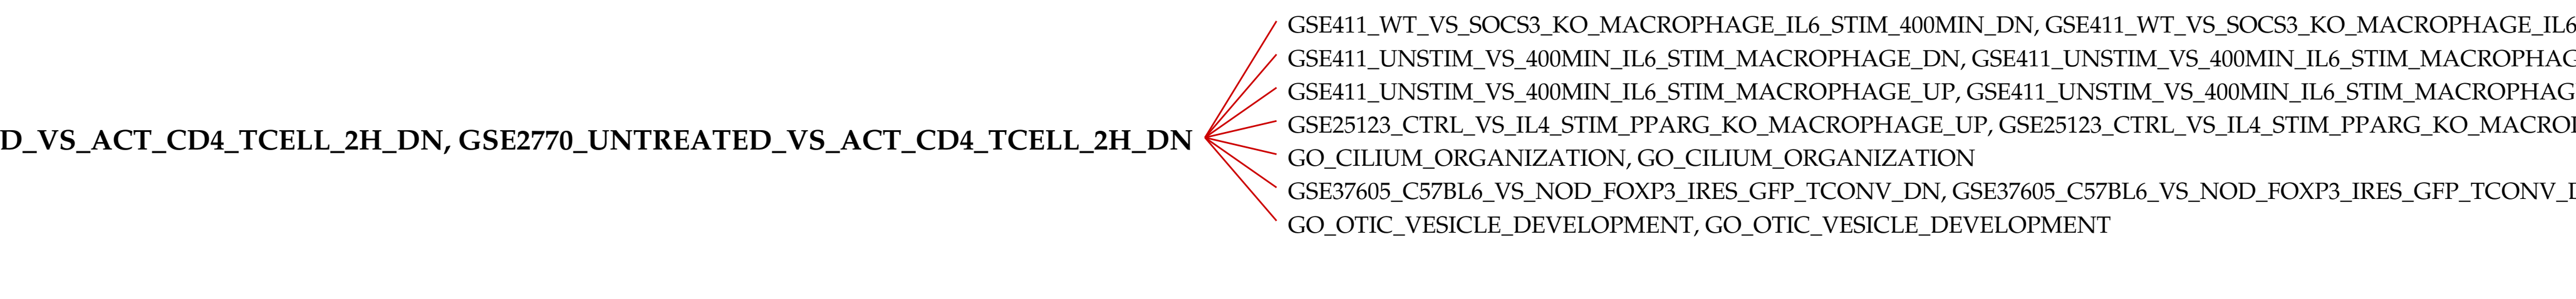 GSE411_WT_VS_SOCS3_KO_MACROPHAGE_IL6_STIM_400MIN_DN, GSE411_WT_VS_SOCS3_KO_MACROPHAGE_IL6
GSE411_UNSTIM_VS_400MIN_IL6_STIM_MACROPHAGE_DN, GSE411_UNSTIM_VS_400MIN_IL6_STIM_MACROPHAG
GSE411_UNSTIM_VS_400MIN_IL6_STIM_MACROPHAGE_UP, GSE411_UNSTIM_VS_400MIN_IL6_STIM_MACROPHAG
GSE25123_CTRL_VS_IL4_STIM_PPARG_KO_MACROPHAGE_UP, GSE25123_CTRL_VS_IL4_STIM_PPARG_KO_MACRO
D_VS_ACT_CD4_TCELL_2H_DN, GSE2770_UNTREATED_VS_ACT_CD4_TCELL_2H_DN
GO_CILIUM_ORGANIZATION, GO_CILIUM_ORGANIZATION
GSE37605_C57BL6_VS_NOD_FOXP3_IRES_GFP_TCONV_DN, GSE37605_C57BL6_VS_NOD_FOXP3_IRES_GFP_TCONV_
GO_OTIC_VESICLE_DEVELOPMENT, GO_OTIC_VESICLE_DEVELOPMENT